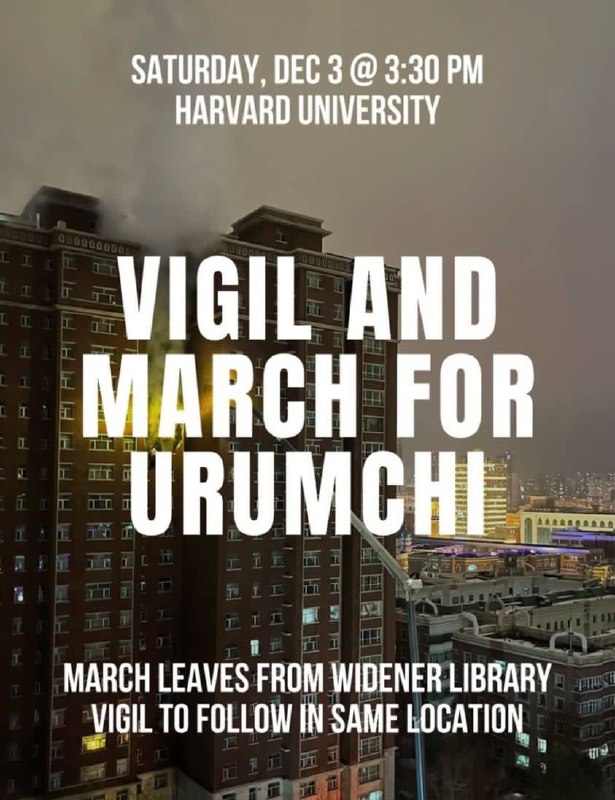 SATURDAY, DEC 3 @ 3:30 PM
HARVARD UNIVERSITY
VIGIL AND
MARCH FOR
URUMCHI
MARCH LEAVES FROM WIDENER LIBRARY
VIGIL TO FOLLOW IN SAME LOCATION